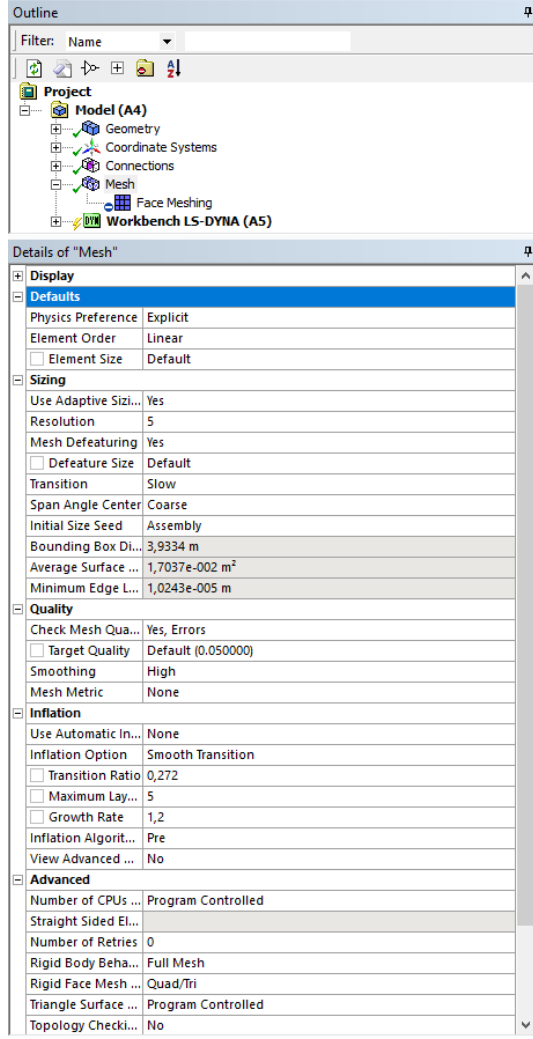 Outline
Filter: Name
Project
Model (A4)
Geometry
Coordinate Systems
Connections
Mesh
Face Meshing
DYN Workbench LS-DYNA (A5)
Details of "Mesh"
Display
Defaults
Physics Preference Explicit
Element Order Linear
Element Size Default
Sizing
Use Adaptive Sizi... Yes
Resolution 5
Mesh Defeaturing Yes
Defeature Size Default
Transition Slow
Span Angle Center Coarse
Initial Size Seed Assembly
Bounding Box Di... 3,9334 m
Average Surface ... 1,7037e-002 m²
Minimum Edge L... 1,0243e-005 m
Quality
Check Mesh Qua... Yes, Errors
Target Quality Default (0.050000)
Smoothing High
Mesh Metric None
Inflation
Use Automatic In... None
Inflation Option Smooth Transition
Transition Ratio 0,272
Maximum Lay... 5
Growth Rate 1,2
Inflation Algorit... Pre
View Advanced ... No
Advanced
Number of CPUs ... Program Controlled
Straight Sided El...
Number of Retries 0
Rigid Body Beha... Full Mesh
Rigid Face Mesh ... Quad/Tri
Triangle Surface ... Program Controlled
Topology Checki... No